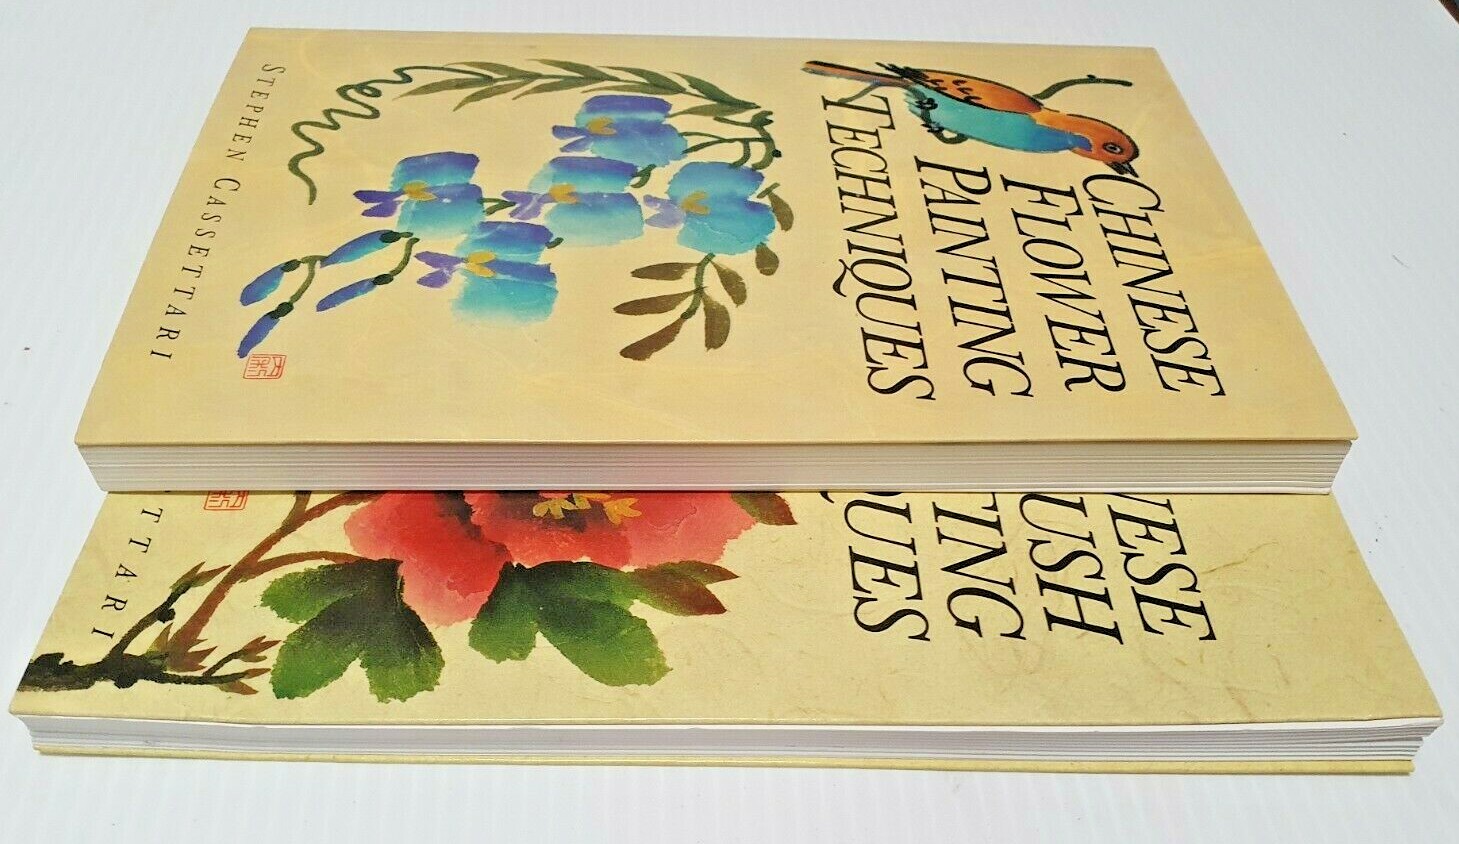 CHINESE
FLOWER
PAINTING
TECHNIQUES
STEPHEN CASSETTARI
NESE
USH
TING
QUES
TTARI